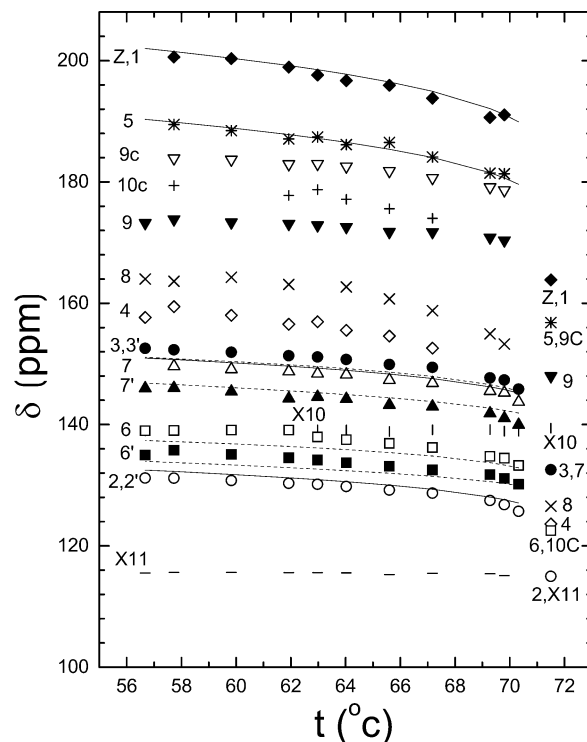 200
180
160
140
120
100
δ (ppm)
Z,1
5
9c
10c
9
8
4
3,3'
7
7'
X10
6
6'
2,2'
X11
Z,1
5,9C
9
X10
3,7
8
4
6,10C
2,X11
56 58 60 62 64 66 68 70 72
t (°c)